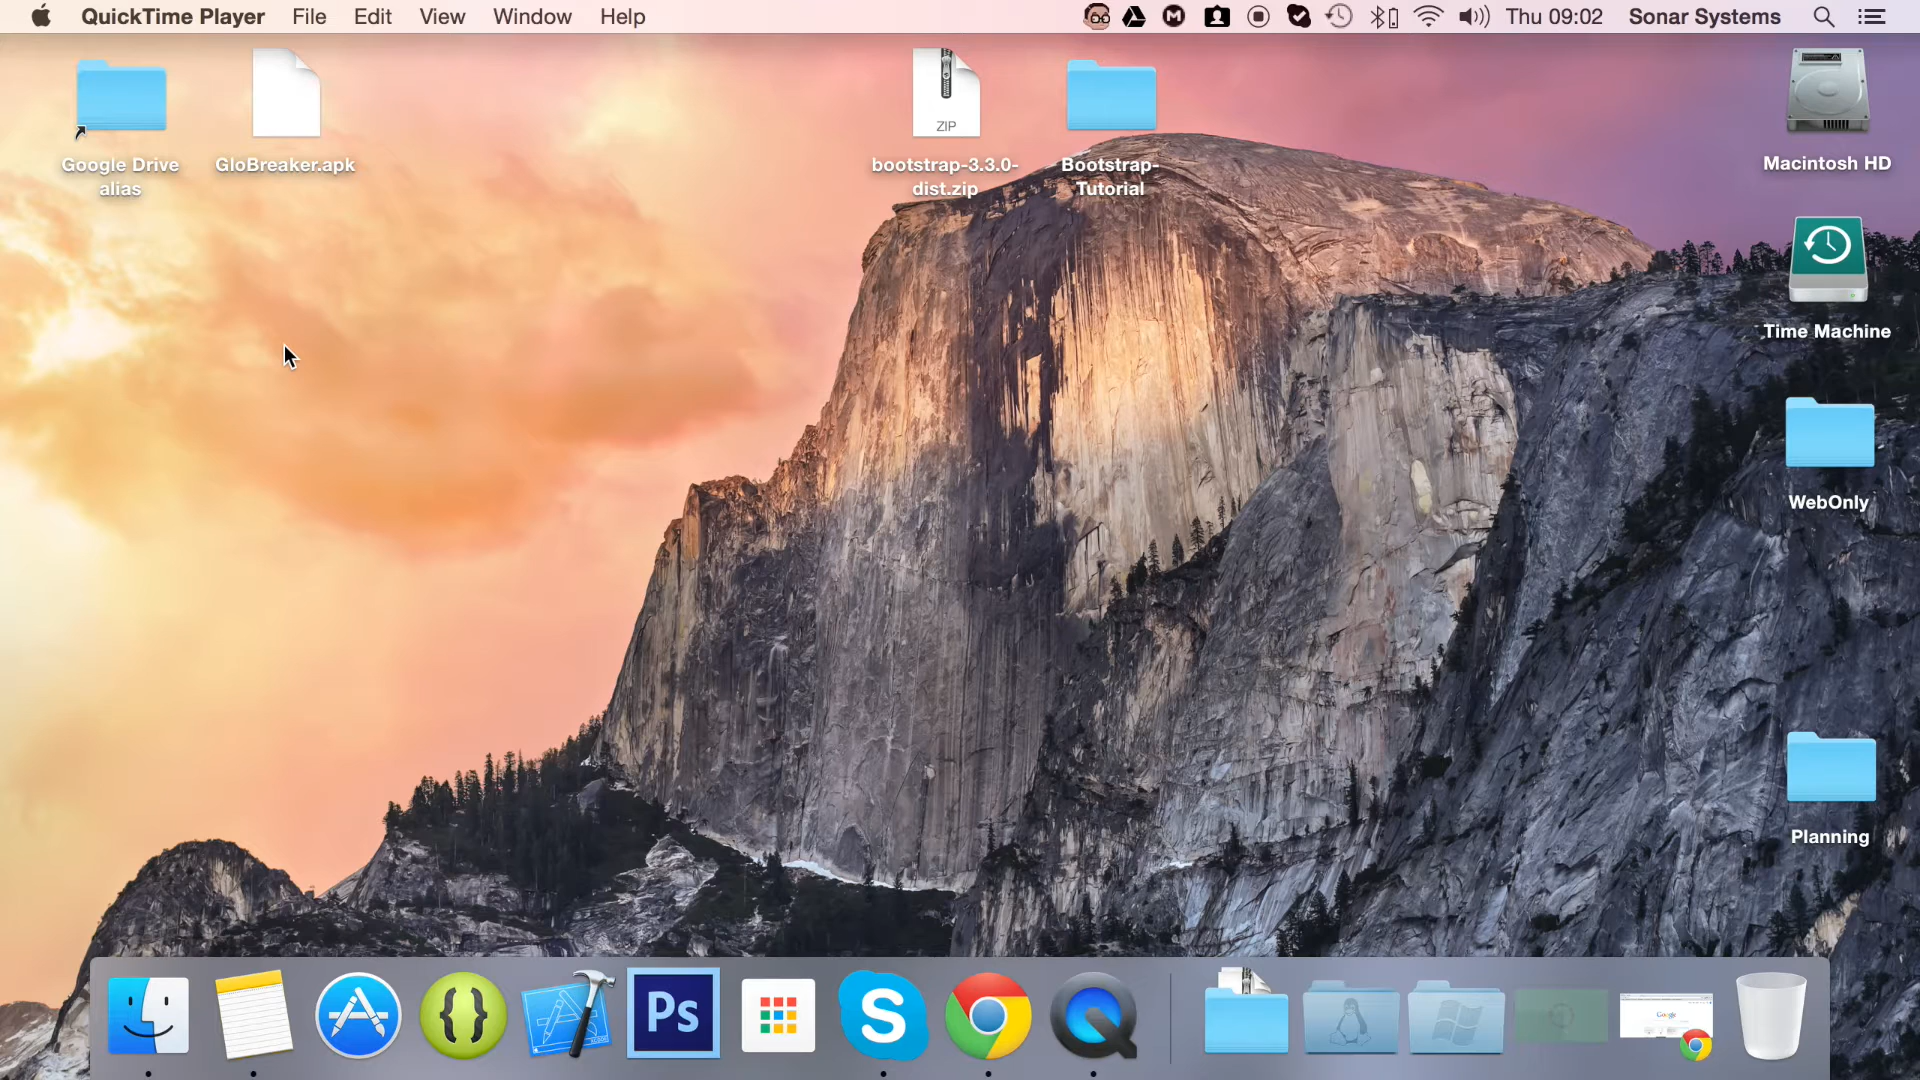 QuickTime Player File Edit View Window Help Thu 09:02 Sonar Systems
Google Drive
alias
GloBreaker.apk
ZIP
bootstrap-3.3.0-
dist.zip
Bootstrap-
Tutorial
Macintosh HD
Time Machine
WebOnly
Planning
Ps
Google